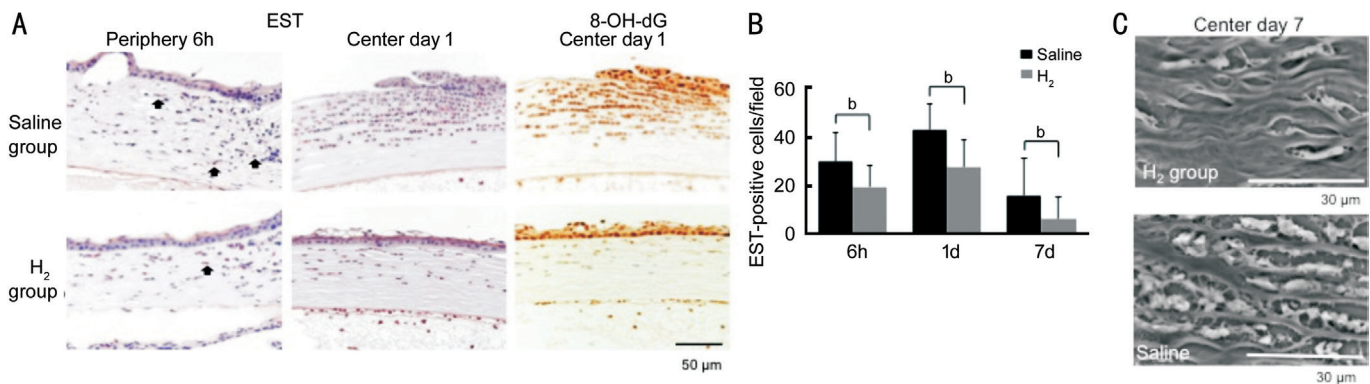 A
EST
8-OH-dG
Periphery 6h
Center day 1
Center day 1
Saline
group
H₂
group
50 µm
B
EST-positive cells/field
60
40
20
0
Saline
H₂
b
b
b
6h
1d
7d
C
Center day 7
H₂ group
30 µm
Saline
30 µm